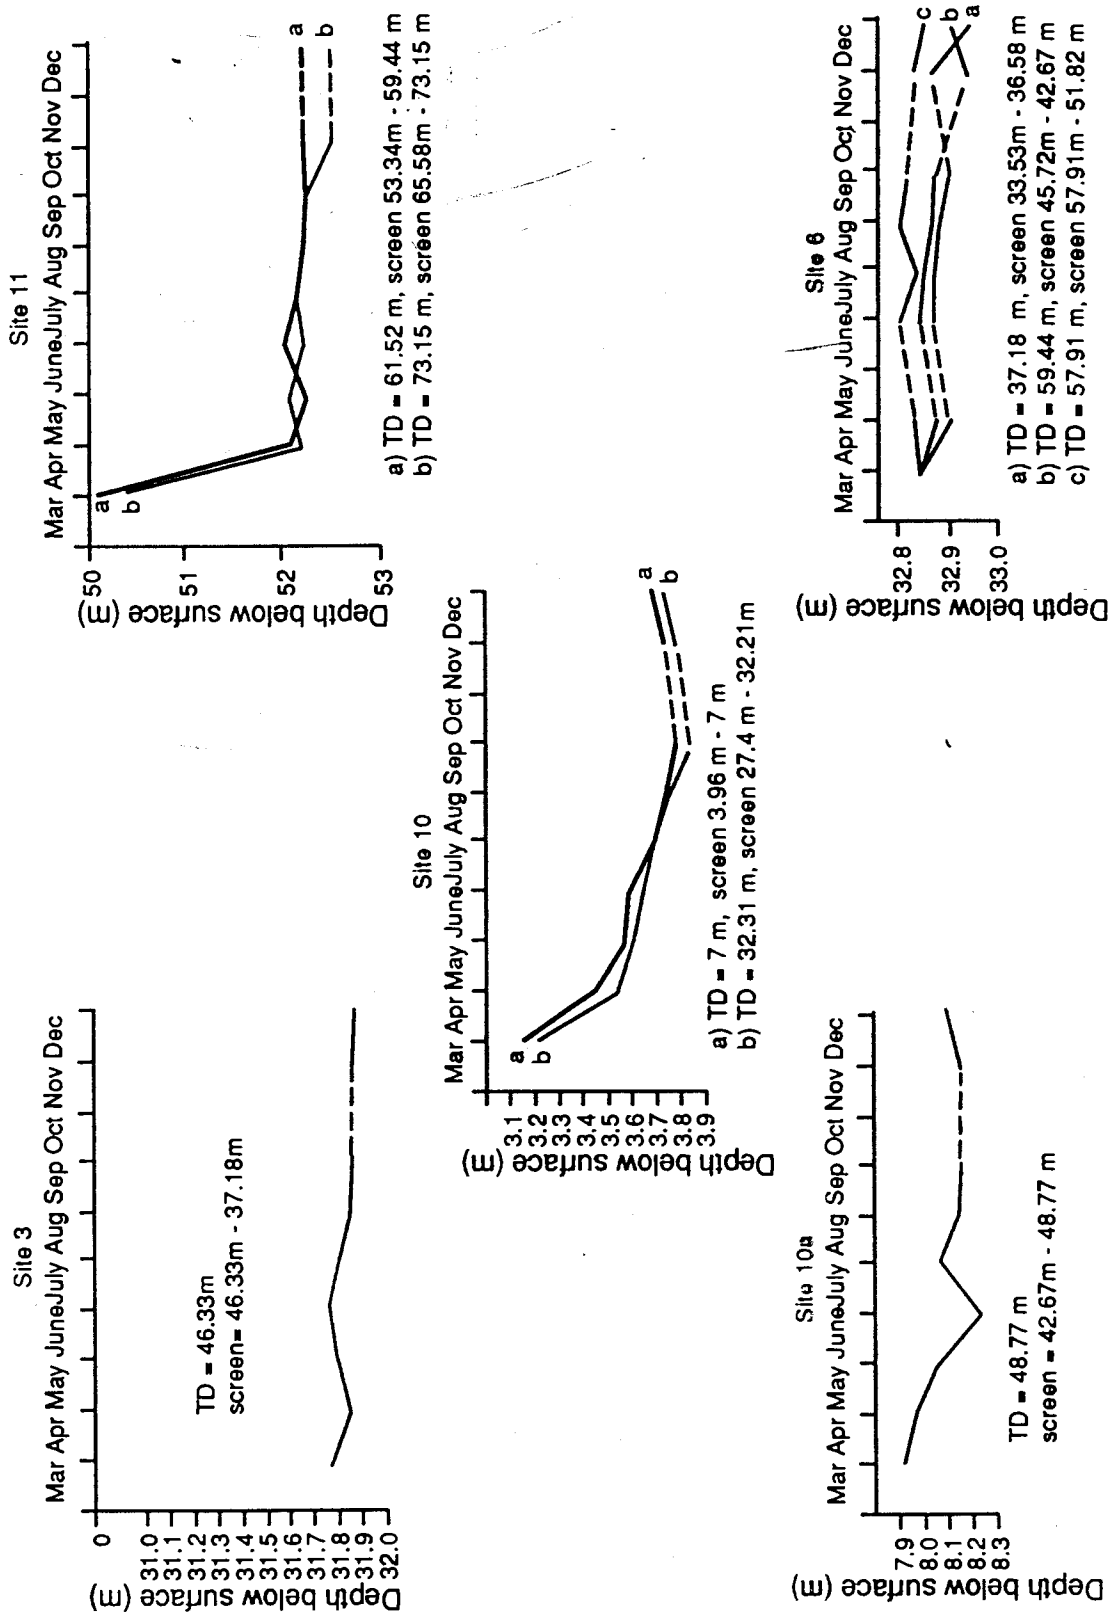 Site 3
Mar Apr May JuneJuly Aug Sep Oct Nov Dec
0
31.0
31.1
31.2
31.3
31.4
31.5
31.6
31.7
31.8
31.9
32.0
Depth below surface
(m)
TD = 46.33m
screen= 46.33m - 37.18m
Site 11
Mar Apr May JuneJuly Aug Sep Oct Nov Dec
50
51
52
53
Depth below surface
(m)
a
b
a
b
a) TD = 61.52 m, screen 53.34m - 59.44 m
b) TD = 73.15 m, screen 65.58m - 73.15 m
Site 10
Mar Apr May JuneJuly Aug Sep Oct Nov Dec
3.1
3.2
3.3
3.4
3.5
3.6
3.7
3.8
3.9
Depth below surface
(m)
a
b
a
b
a) TD = 7 m, screen 3.96 m - 7 m
b) TD = 32.31 m, screen 27.4 m - 32.21m
Site 10a
Mar Apr May JuneJuly Aug Sep Oct Nov Dec
7.9
8.0
8.1
8.2
8.3
Depth below surface
(m)
TD = 48.77 m
screen = 42.67m - 48.77 m
Site 6
Mar Apr May JuneJuly Aug Sep Oct Nov Dec
32.8
32.9
33.0
Depth below surface
(m)
c
b
a
a) TD = 37.18 m, screen 33.53m - 36.58 m
b) TD = 59.44 m, screen 45.72m - 42.67 m
c) TD = 57.91 m, screen 57.91m - 51.82 m